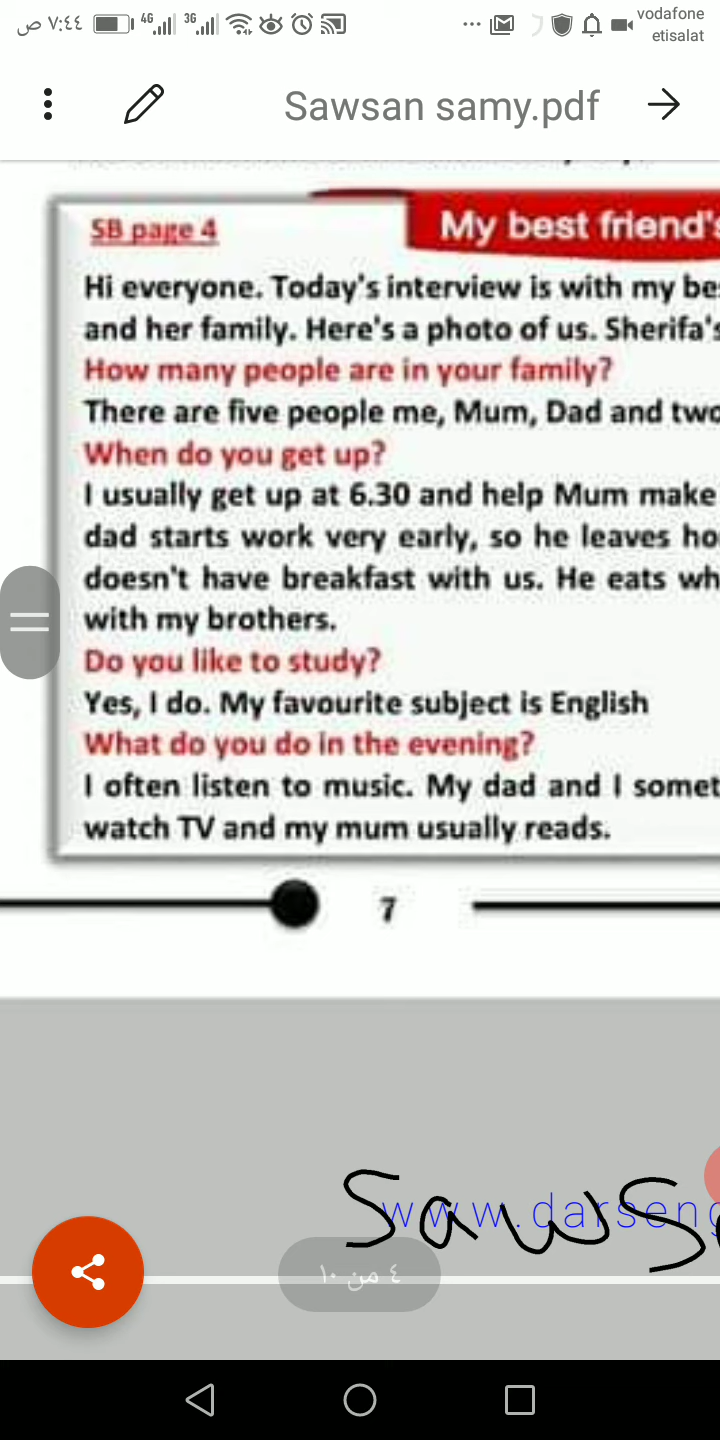 vodafone
etisalat
٧:٤٤ ص
4G
3G
Sawsan samy.pdf
SB page 4
My best friend's
Hi everyone. Today's interview is with my
and her family. Here's a photo of us. Sherifa's
How many people are in your family?
There are five people me, Mum, Dad and
When do you get up?
I usually get up at 6.30 and help Mum make
dad starts work very early, so he leaves
doesn't have breakfast with us. He eats
with my brothers.
Do you like to study?
Yes, I do. My favourite subject is English
What do you do in the evening?
I often listen to music. My dad and I
watch TV and my mum usually reads.
7
www.darseng
Saws
٤ من ١٠